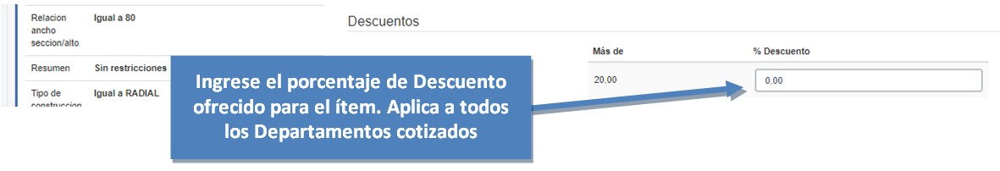 Relacion
ancho
seccion/alto
Igual a 80
Resumen
Sin restricciones
Tipo de
construccion
Igual a RADIAL
Descuentos
Más de
% Descuento
20,00
0,00
Ingrese el porcentaje de Descuento
ofrecido para el ítem. Aplica a todos
los Departamentos cotizados